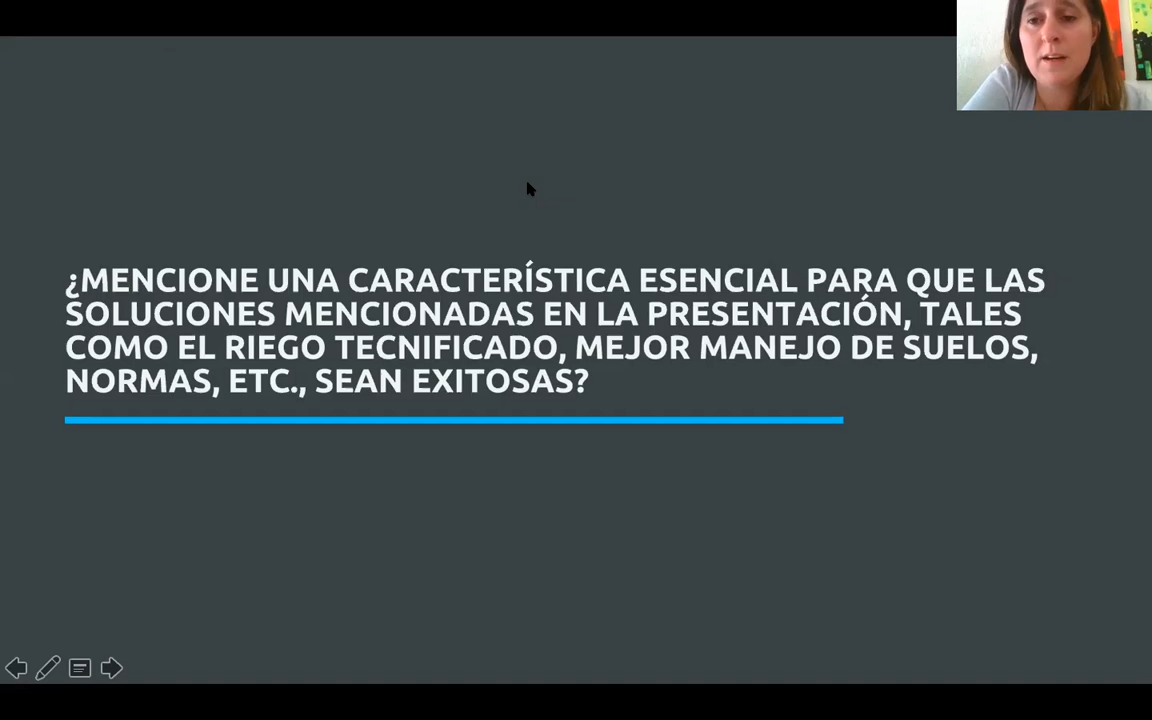 ¿MENCIONE UNA CARACTERÍSTICA ESENCIAL PARA QUE LAS
SOLUCIONES MENCIONADAS EN LA PRESENTACIÓN, TALES
COMO EL RIEGO TECNIFICADO, MEJOR MANEJO DE SUELOS,
NORMAS, ETC., SEAN EXITOSAS?